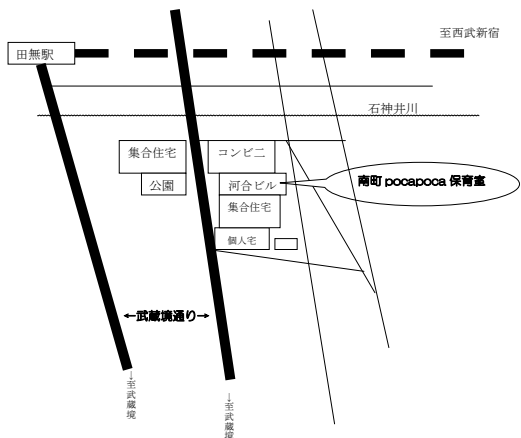 至西武新宿
田無駅
石神井川
集合住宅
コンビニ
公園
河合ビル
南町 pocapoca 保育室
集合住宅
個人宅
←武蔵境通り→
↓至武蔵境
↓至武蔵境